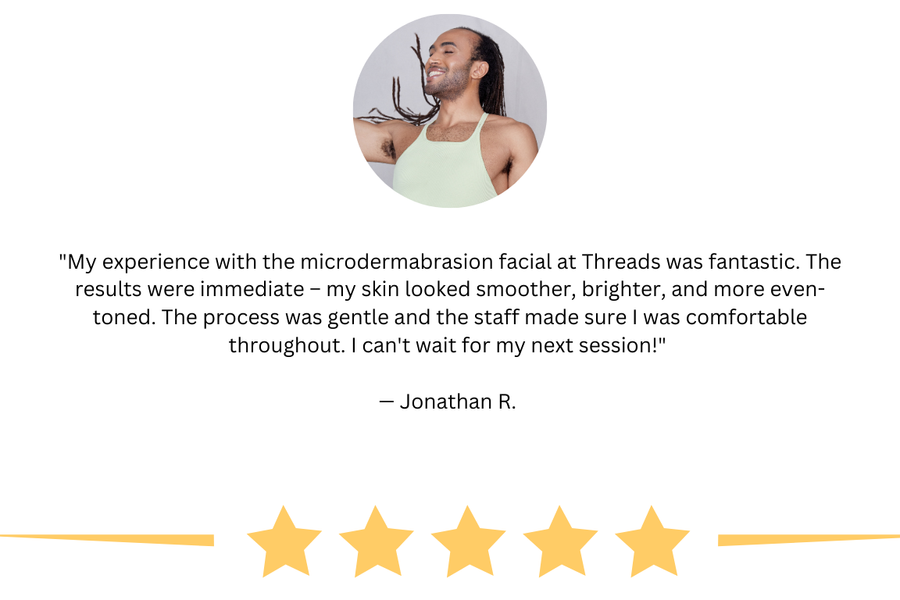 "My experience with the microdermabrasion facial at Threads was fantastic. The
results were immediate – my skin looked smoother, brighter, and more even-
toned. The process was gentle and the staff made sure I was comfortable
throughout. I can't wait for my next session!"
— Jonathan R.